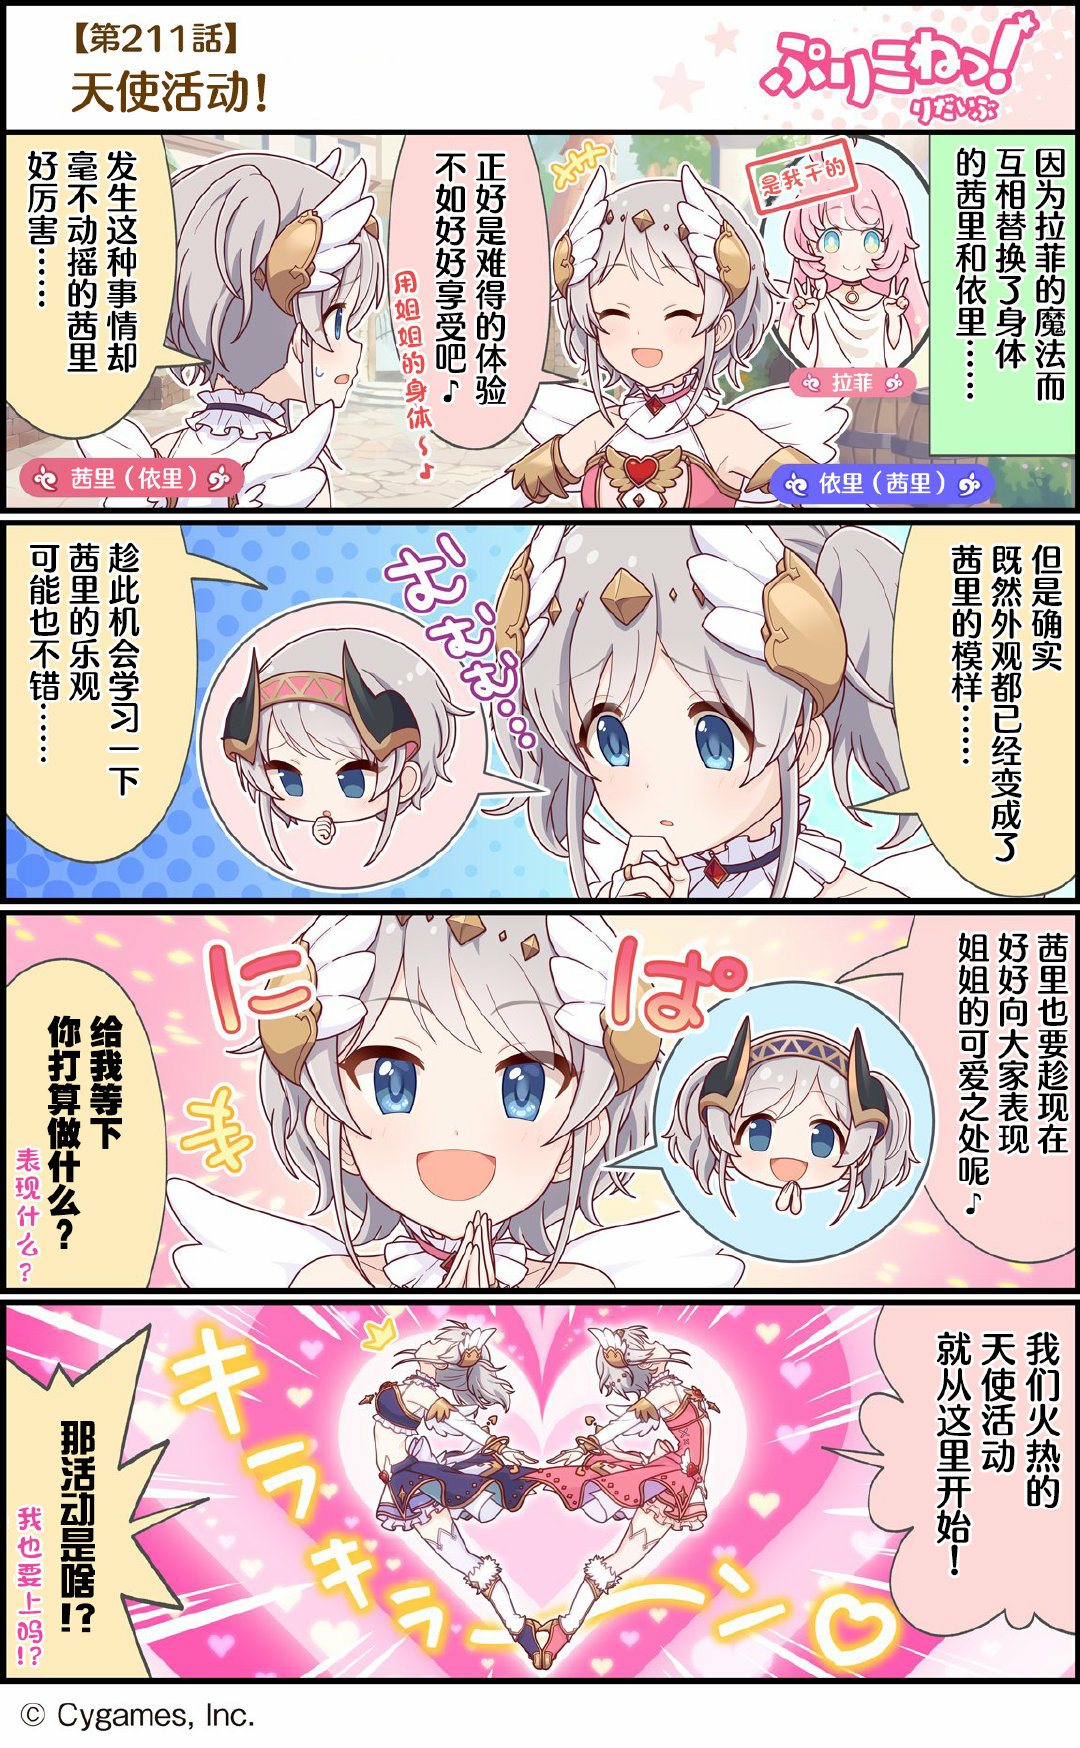 【第211話】
天使活动！
ぷりこねっ！
りだいぶ
因为拉菲的魔法而
互相替换了身体
的茜里和依里……
是我干的
拉菲
正好是难得的体验
不如好好享受吧♪
用姐姐的身体～♪
依里（茜里）
发生这种事情却
毫不动摇的茜里
好厉害……
茜里（依里）
但是确实
既然外观都已经变成了
茜里的模样……
むむむむ…
趁此机会学习一下
茜里的乐观
可能也不错……
茜里也要趁现在
好好向大家表现
姐姐的可爱之处呢♪
にぱ
给我等下
你打算做什么？
表现什么？
我们火热的
天使活动
就从这里开始！
キラキラーン♡
那活动是啥!?
我也要上吗!?
© Cygames, Inc.